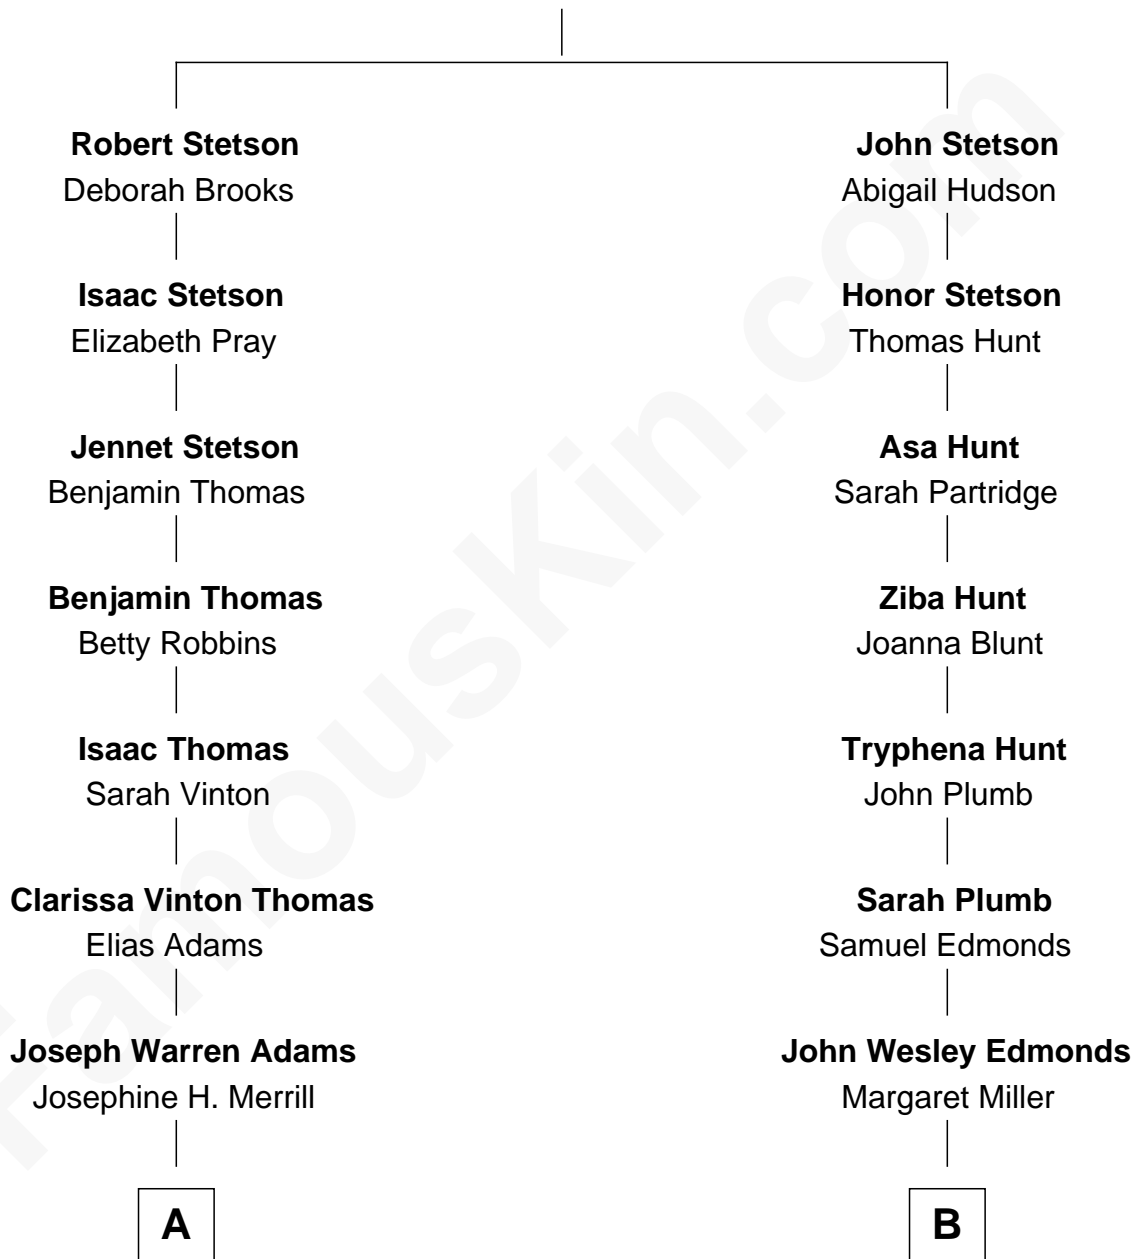 Robert Stetson
Deborah Brooks
John Stetson
Abigail Hudson
Isaac Stetson
Elizabeth Pray
Honor Stetson
Thomas Hunt
Jennet Stetson
Benjamin Thomas
Asa Hunt
Sarah Partridge
Benjamin Thomas
Betty Robbins
Ziba Hunt
Joanna Blunt
Isaac Thomas
Sarah Vinton
Tryphena Hunt
John Plumb
Clarissa Vinton Thomas
Elias Adams
Sarah Plumb
Samuel Edmonds
Joseph Warren Adams
Josephine H. Merrill
John Wesley Edmonds
Margaret Miller
A
B
FamousKin.com